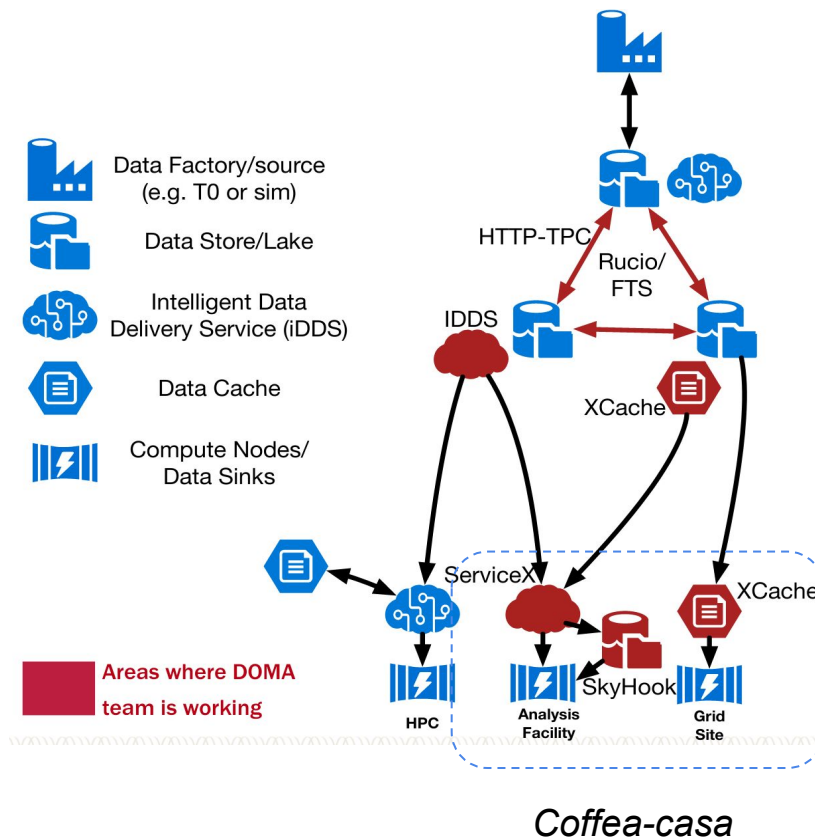 Data Factory/source
(e.g. T0 or sim)
Data Store/Lake
Intelligent Data
Delivery Service (iDDS)
Data Cache
Compute Nodes/
Data Sinks
HTTP-TPC
Rucio/
FTS
IDDS
XCache
ServiceX
XCache
SkyHook
HPC
Analysis
Facility
Grid
Site
Areas where DOMA
team is working
Coffea-casa